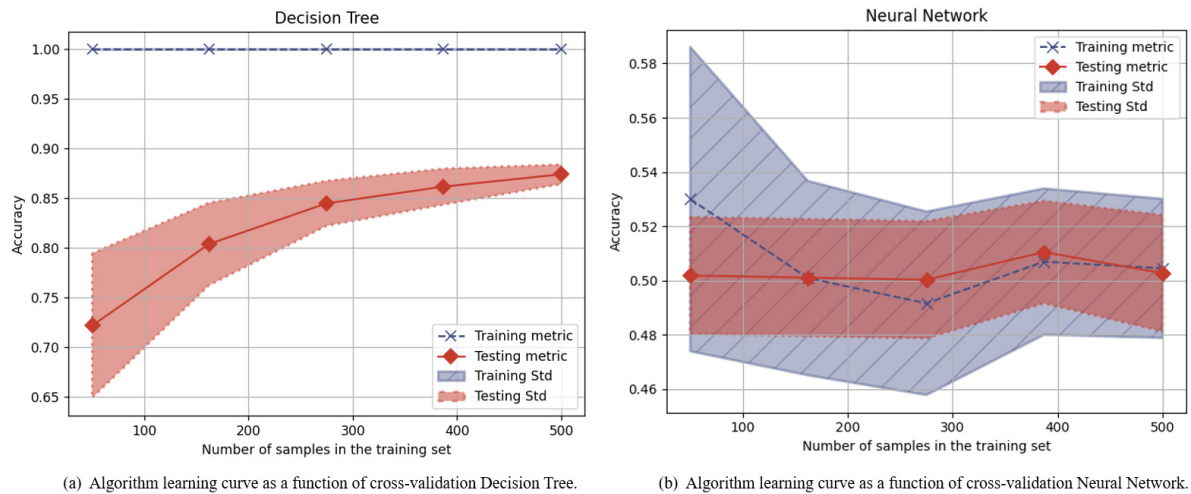 Decision Tree
1.00
0.95
0.90
0.85
0.80
0.75
0.70
0.65
Accuracy
Training metric
Testing metric
Training Std
Testing Std
100
200
300
400
500
Number of samples in the training set
(a) Algorithm learning curve as a function of cross-validation Decision Tree.
Neural Network
0.58
0.56
0.54
0.52
0.50
0.48
0.46
Accuracy
Training metric
Testing metric
Training Std
Testing Std
100
200
300
400
500
Number of samples in the training set
(b) Algorithm learning curve as a function of cross-validation Neural Network.